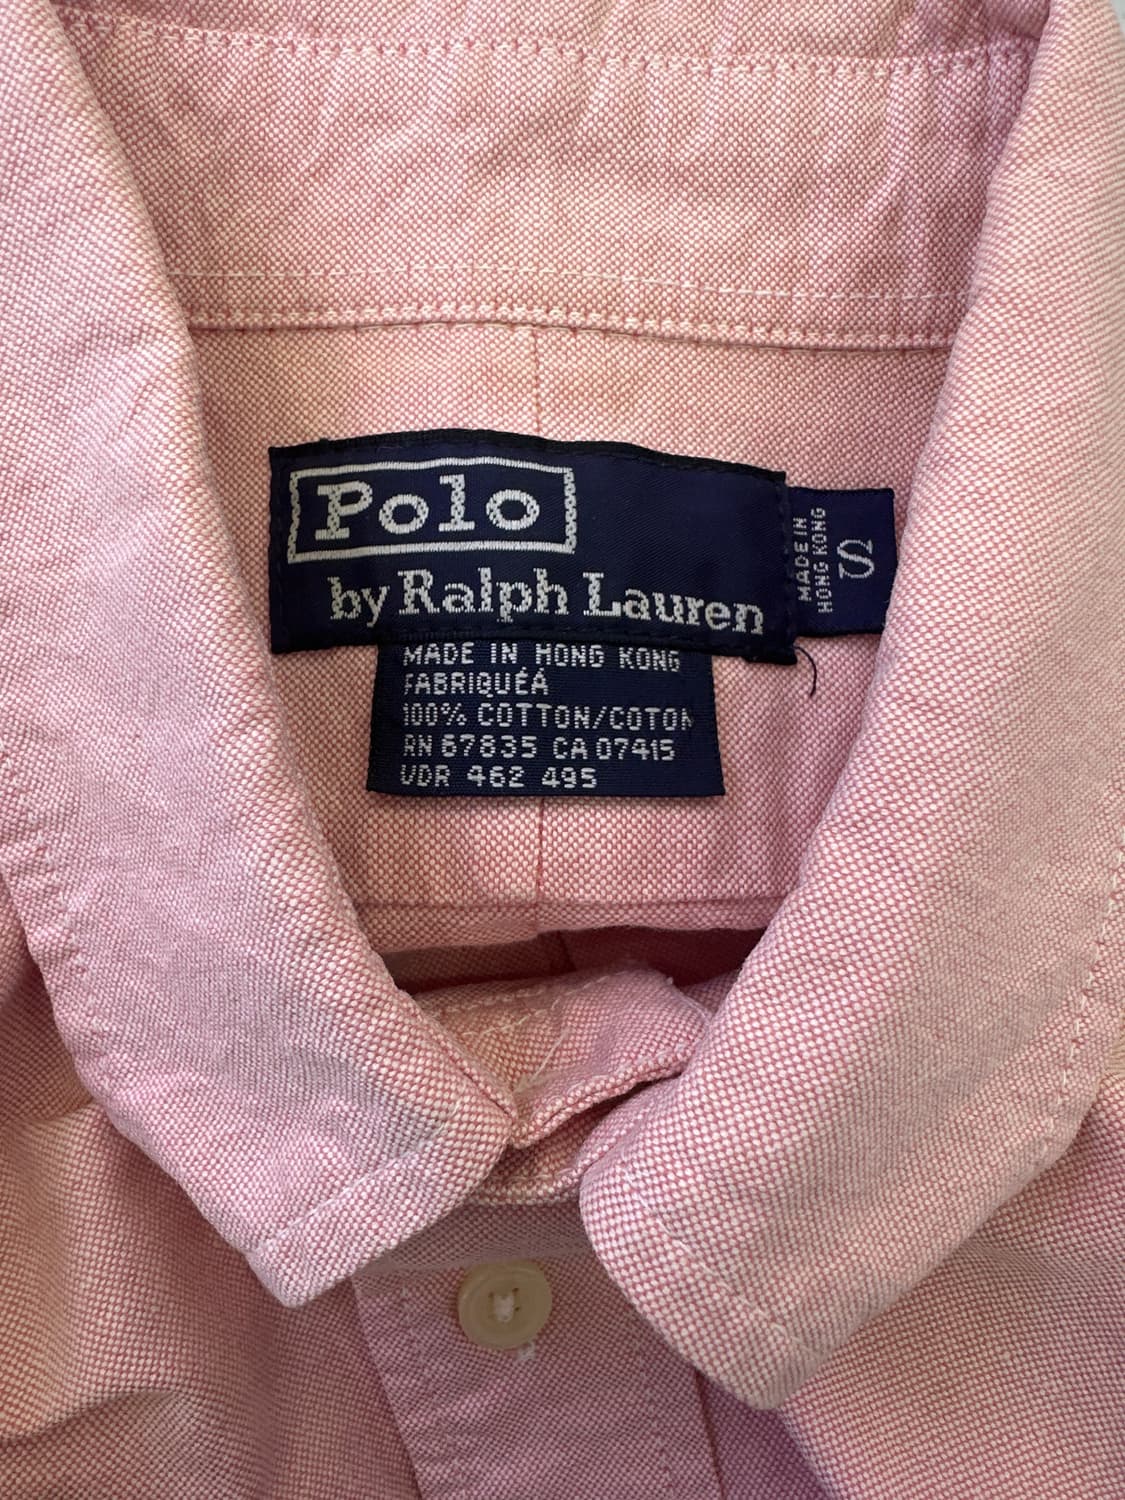 Polo
by Ralph Lauren
MADE IN
HONG KONG
S
MADE IN HONG KONG
FABRIQUÉÁ
100% COTTON/COTON
RN 67835 CA 07415
VDR 462 495